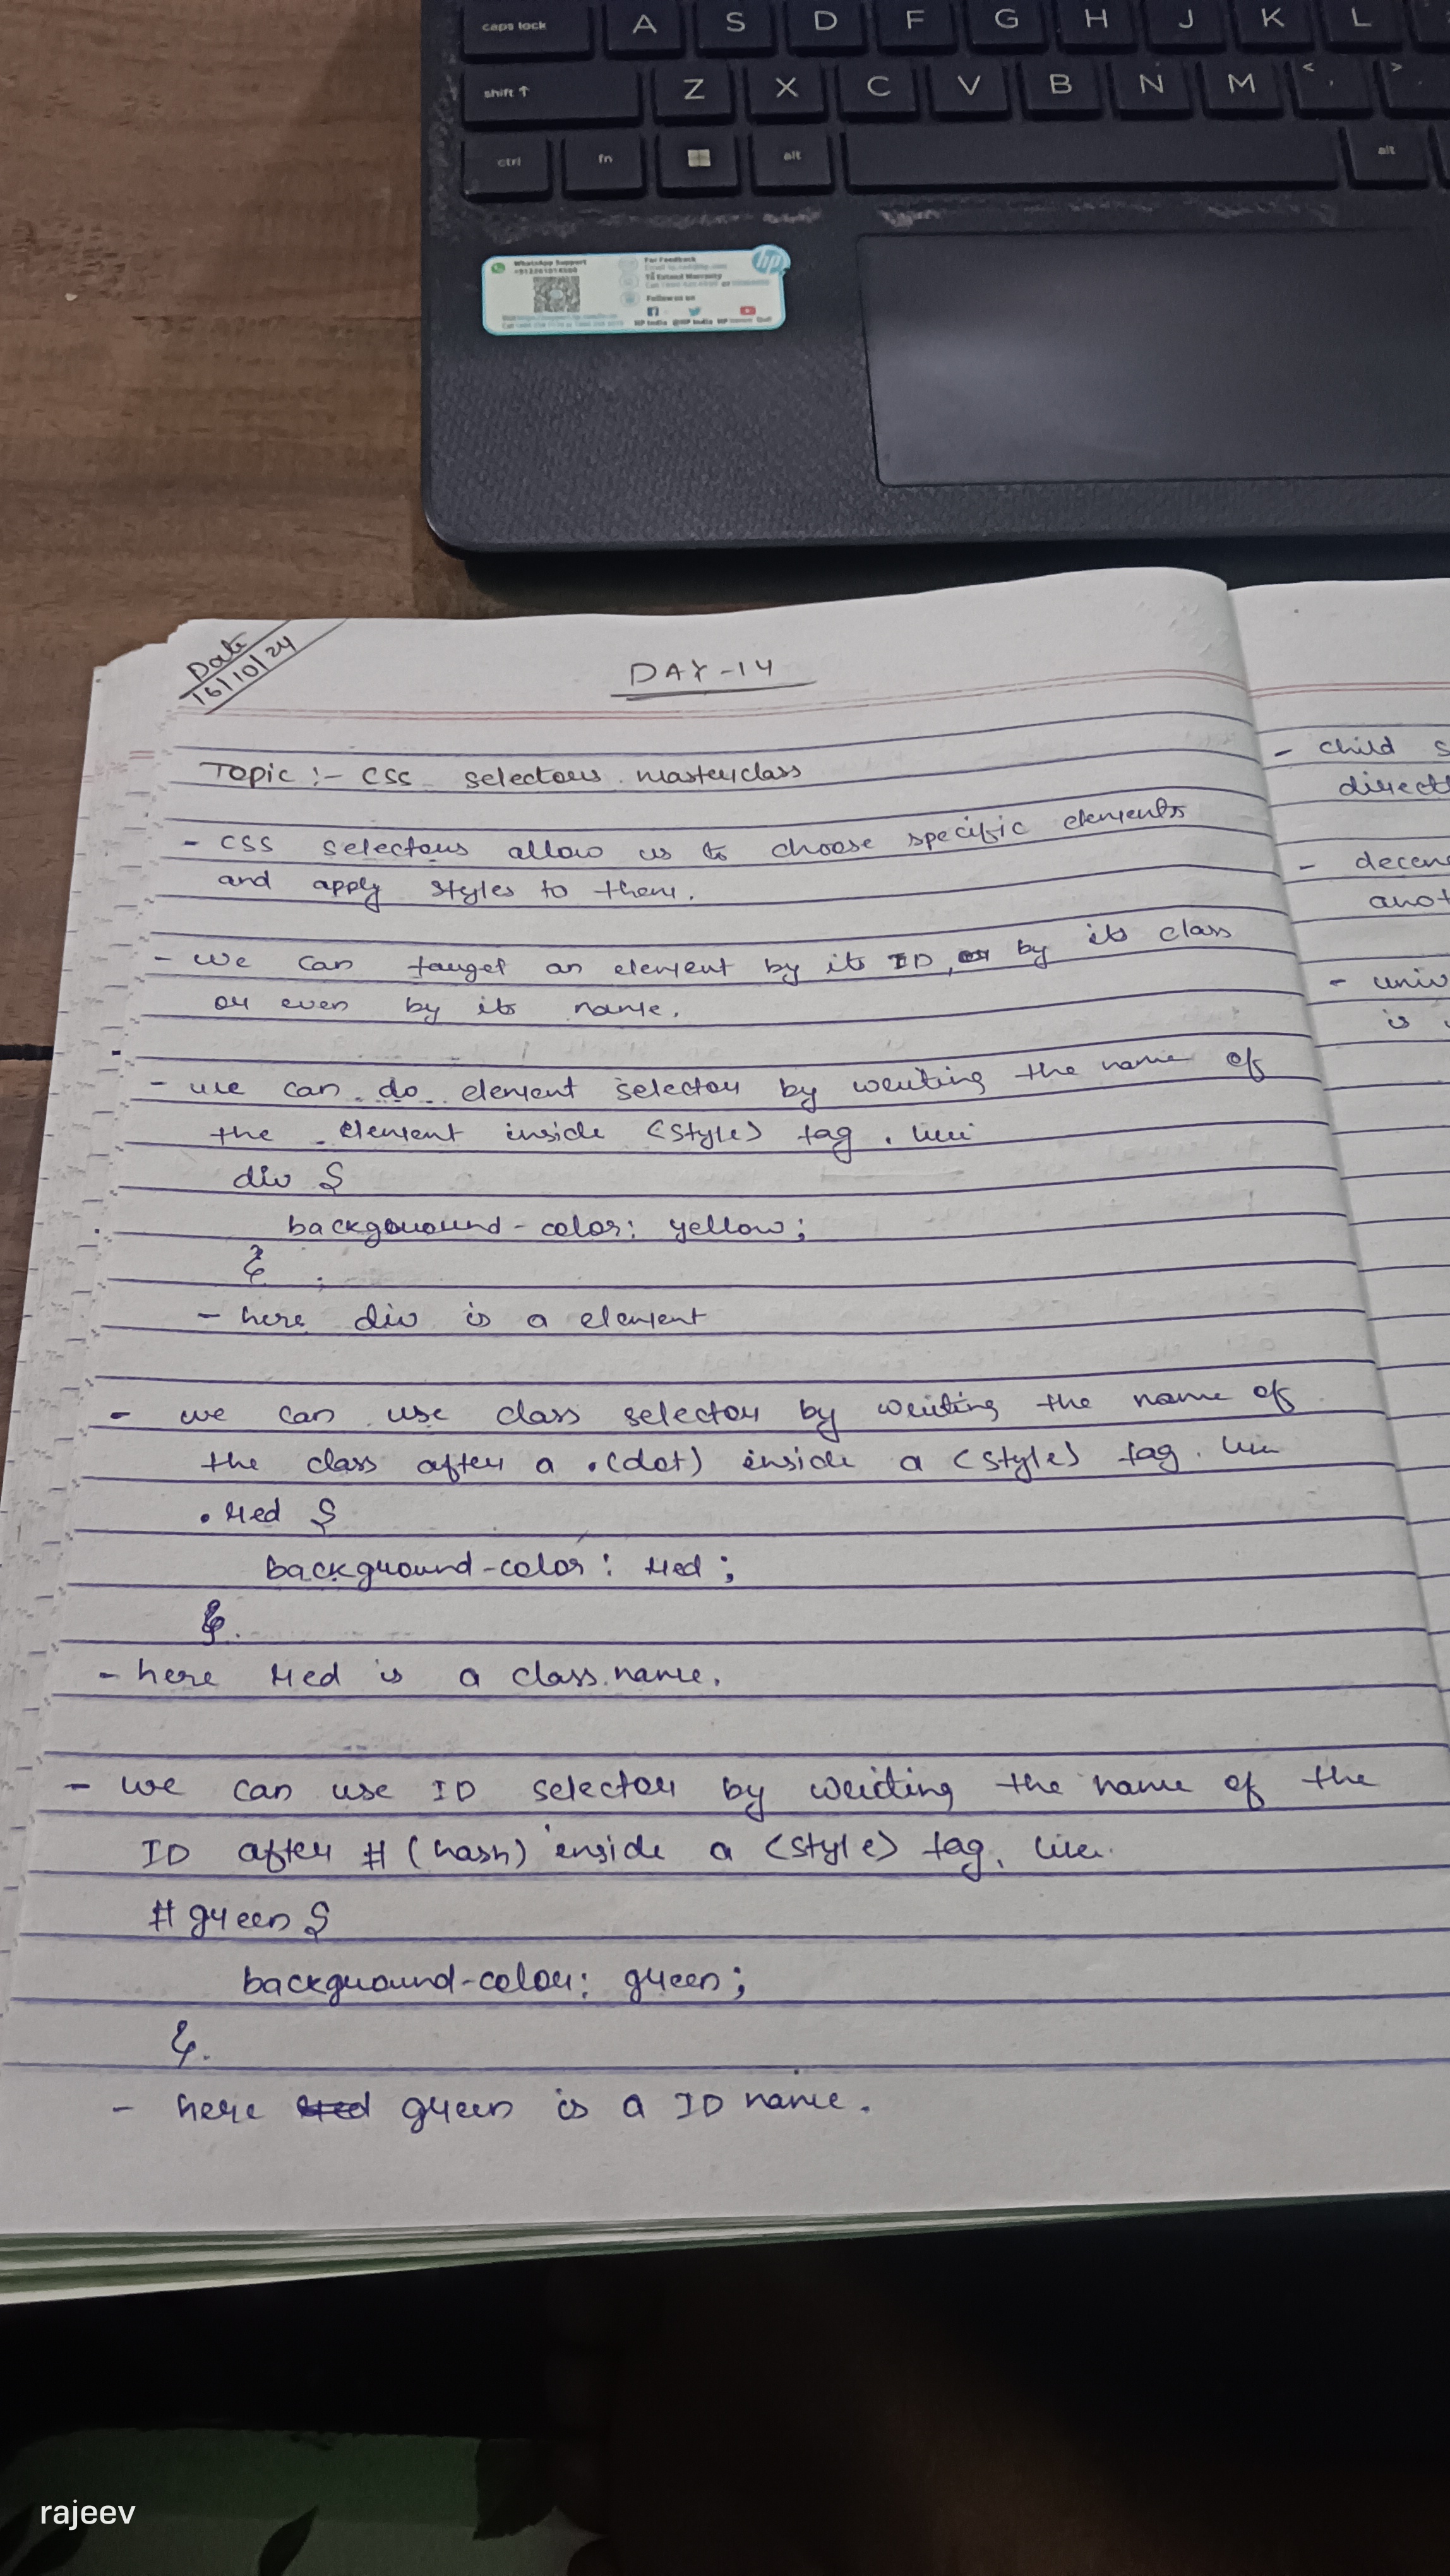 caps lock A S D F G H J K L
shift ↑ Z X C V B N M < , >
ctrl fn alt alt
WhatsApp Support
For Feedback
hp
To Extend Warranty
Follow us on
HP India @HP India
Date
16/10/24
DAY-14
Topic :- CSS selectors masterclass
- CSS selectors allow us to choose specific elements
and apply styles to them.
- we can target an element by its ID, or by its class
or even by its name.
- we can do element selector by writing the name of
the element inside <style> tag. like
div {
background-color: yellow;
}
- here div is a element
- we can use class selector by writing the name of
the class after a .(dot) inside a <style> tag. like
.red {
background-color: red;
}
- here red is a class name.
- we can use ID selector by writing the name of the
ID after # (hash) inside a <style> tag, like
#green {
background-color: green;
}
- here red green is a ID name.
- child s
direct
- decen
anot
- univ
is
rajeev